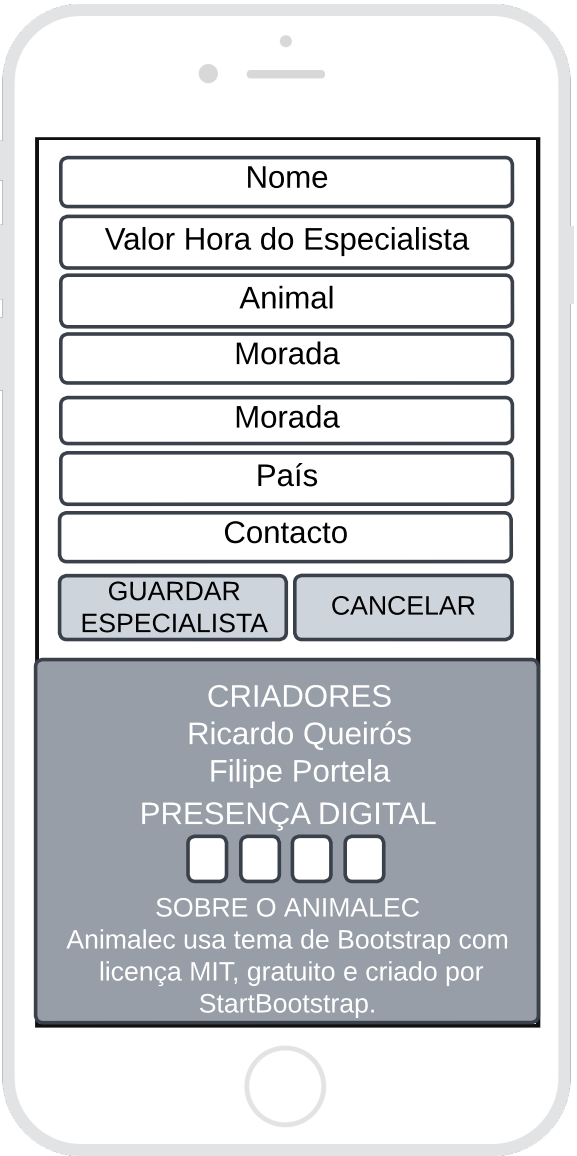 Nome
Valor Hora do Especialista
Animal
Morada
Morada
País
Contacto
GUARDAR
ESPECIALISTA
CANCELAR
CRIADORES
Ricardo Queirós
Filipe Portela
PRESENÇA DIGITAL
SOBRE O ANIMALEC
Animalec usa tema de Bootstrap com
licença MIT, gratuito e criado por
StartBootstrap.